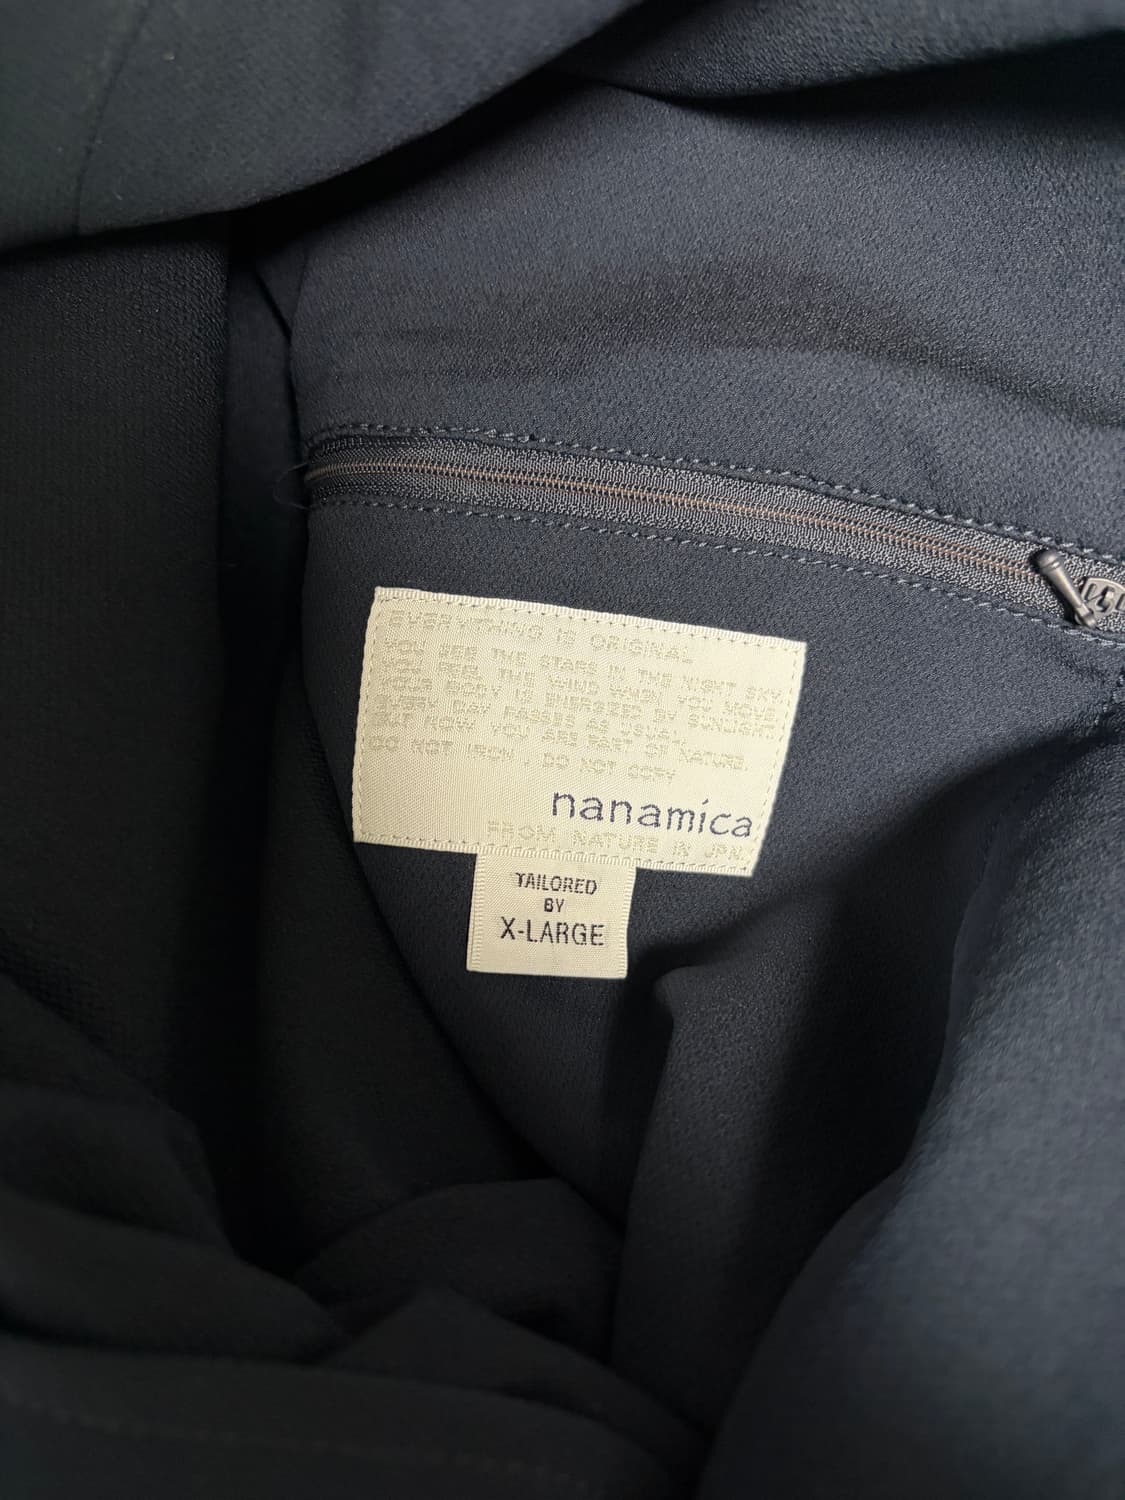 EVERYTHING IS ORIGINAL
YOU SEE THE STARS IN THE NIGHT SKY.
YOU FEEL THE WIND WHEN YOU MOVE.
YOUR BODY IS ENERGIZED BY SUNLIGHT.
EVERY DAY PASSES AS USUAL,
BUT NOW YOU ARE PART OF NATURE.
DO NOT IRON , DO NOT COPY
nanamica
FROM NATURE IN JPN.
TAILORED
BY
X-LARGE